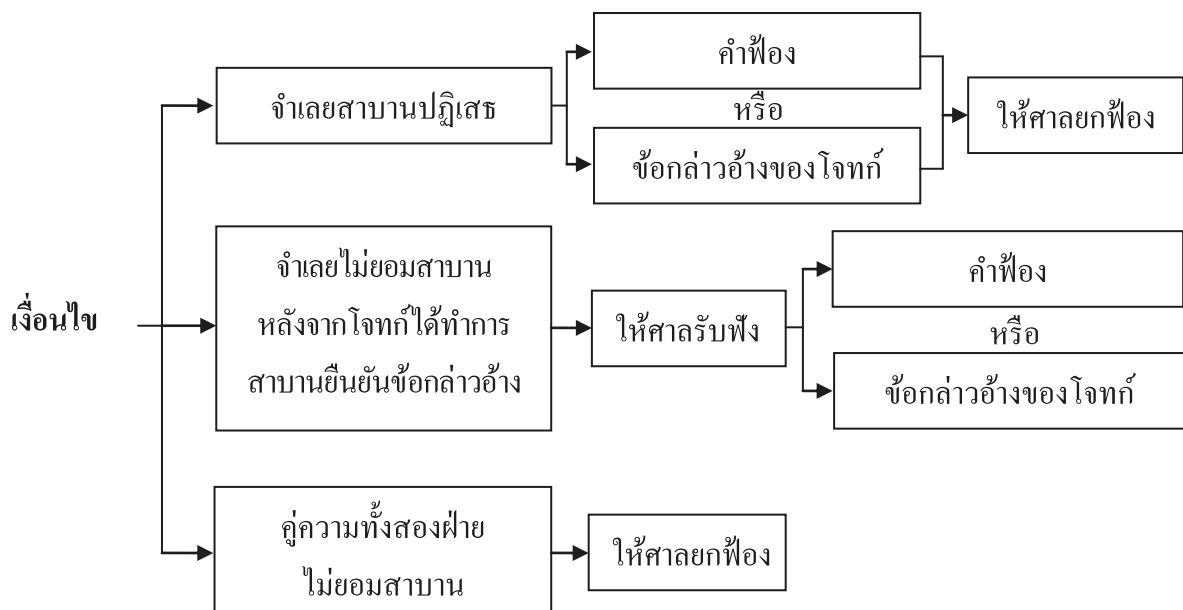 เงื่อนไข
จำเลยสาบานปฏิเสธ
คำฟ้อง
หรือ
ข้อกล่าวอ้างของโจทก์
ให้ศาลยกฟ้อง
จำเลยไม่ยอมสาบาน
หลังจากโจทก์ได้ทำการ
สาบานยืนยันข้อกล่าวอ้าง
ให้ศาลรับฟัง
คำฟ้อง
หรือ
ข้อกล่าวอ้างของโจทก์
คู่ความทั้งสองฝ่าย
ไม่ยอมสาบาน
ให้ศาลยกฟ้อง